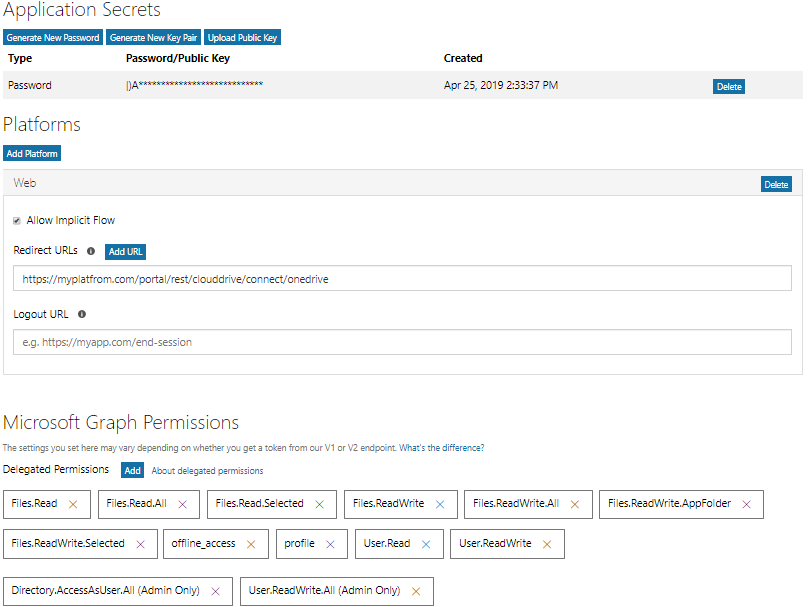 Application Secrets
Generate New Password Generate New Key Pair Upload Public Key
Type Password/Public Key Created
Password |)A**************************** Apr 25, 2019 2:33:37 PM Delete
Platforms
Add Platform
Web Delete
Allow Implicit Flow
Redirect URLs Add URL
https://myplatfrom.com/portal/rest/clouddrive/connect/onedrive
Logout URL
e.g. https://myapp.com/end-session
Microsoft Graph Permissions
The settings you set here may vary depending on whether you get a token from our V1 or V2 endpoint. What's the difference?
Delegated Permissions Add About delegated permissions
Files.Read Files.Read.All Files.Read.Selected Files.ReadWrite Files.ReadWrite.All Files.ReadWrite.AppFolder
Files.ReadWrite.Selected offline_access profile User.Read User.ReadWrite
Directory.AccessAsUser.All (Admin Only) User.ReadWrite.All (Admin Only)